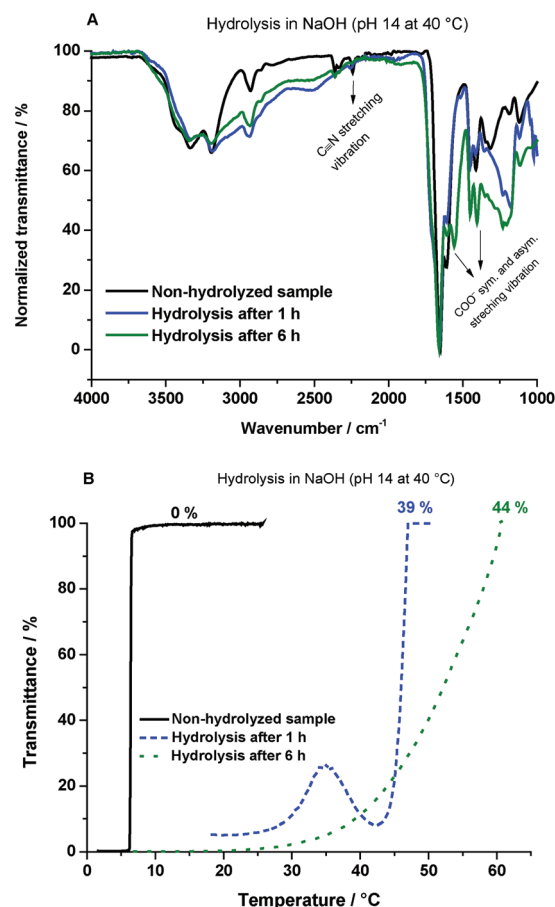 A
Hydrolysis in NaOH (pH 14 at 40 °C)
100
80
60
40
20
0
Normalized transmittance / %
C≡N stretching
vibration
COO⁻ sym. and asym.
streching vibration
Non-hydrolyzed sample
Hydrolysis after 1 h
Hydrolysis after 6 h
4000 3500 3000 2500 2000 1500 1000
Wavenumber / cm⁻¹
B
Hydrolysis in NaOH (pH 14 at 40 °C)
0 %
39 %
44 %
100
80
60
40
20
0
Transmittance / %
Non-hydrolyzed sample
Hydrolysis after 1 h
Hydrolysis after 6 h
0 10 20 30 40 50 60
Temperature / °C